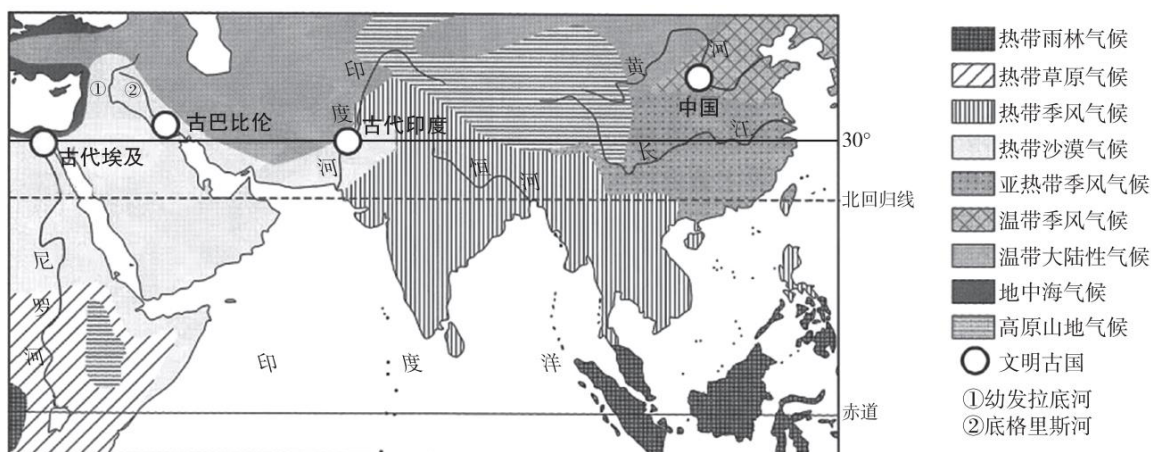 印度河
黄河
中国
古巴比伦
古代印度
古代埃及
长江
恒河
30°
北回归线
尼罗河
印度洋
赤道
①
②
热带雨林气候
热带草原气候
热带季风气候
热带沙漠气候
亚热带季风气候
温带季风气候
温带大陆性气候
地中海气候
高原山地气候
文明古国
①幼发拉底河
②底格里斯河